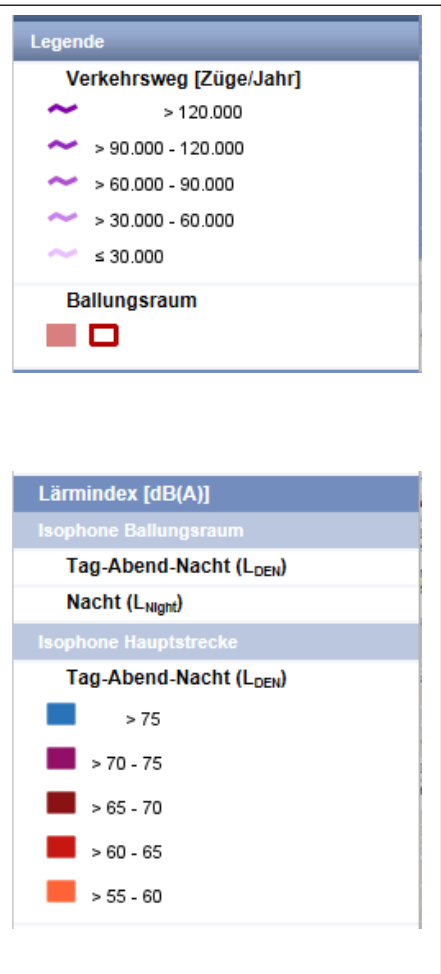 Legende
Verkehrsweg [Züge/Jahr]
> 120.000
> 90.000 - 120.000
> 60.000 - 90.000
> 30.000 - 60.000
≤ 30.000
Ballungsraum
Lärmindex [dB(A)]
Isophone Ballungsraum
Tag-Abend-Nacht (LDEN)
Nacht (LNight)
Isophone Hauptstrecke
Tag-Abend-Nacht (LDEN)
> 75
> 70 - 75
> 65 - 70
> 60 - 65
> 55 - 60